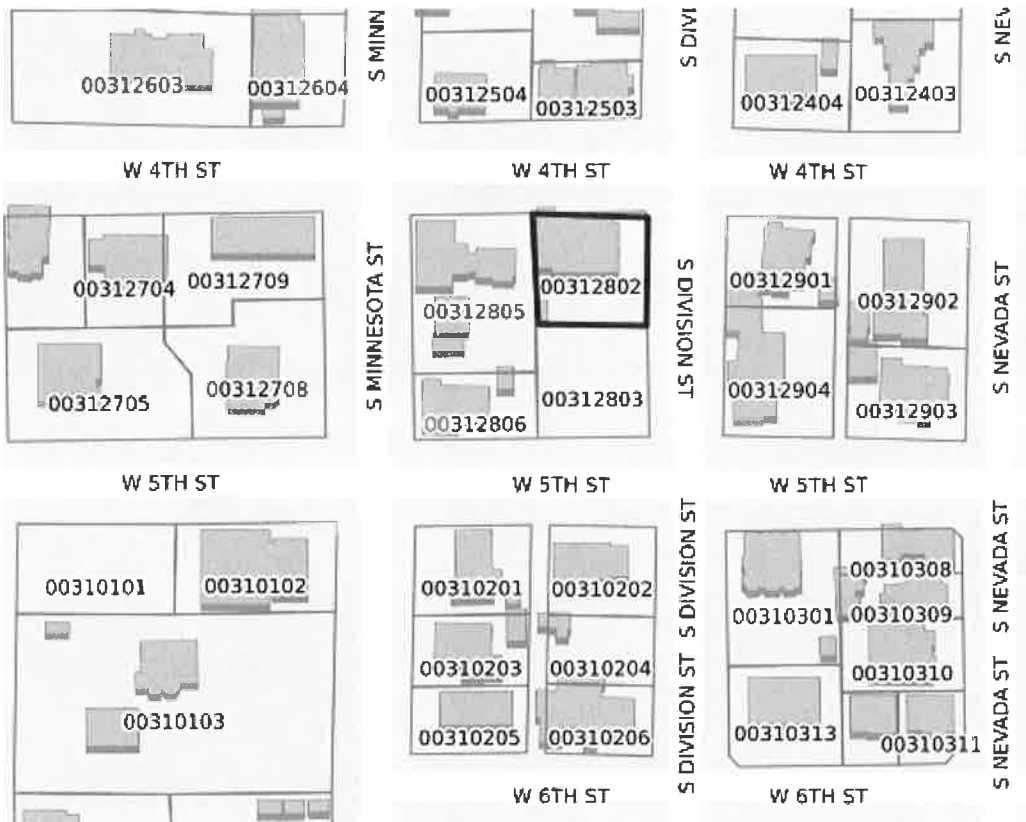 S MINN
S DIVI
S NEV
00312603
00312604
00312504
00312503
00312404
00312403
W 4TH ST
W 4TH ST
W 4TH ST
S MINNESOTA ST
S DIVISION ST
S NEVADA ST
00312704
00312709
00312805
00312802
00312901
00312902
00312705
00312708
00312806
00312803
00312904
00312903
W 5TH ST
W 5TH ST
W 5TH ST
S DIVISION ST
S NEVADA ST
00310101
00310102
00310201
00310202
00310301
00310308
00310309
00310103
00310203
00310204
00310310
00310205
00310206
00310313
00310311
S DIVISION ST
S NEVADA ST
W 6TH ST
W 6TH ST